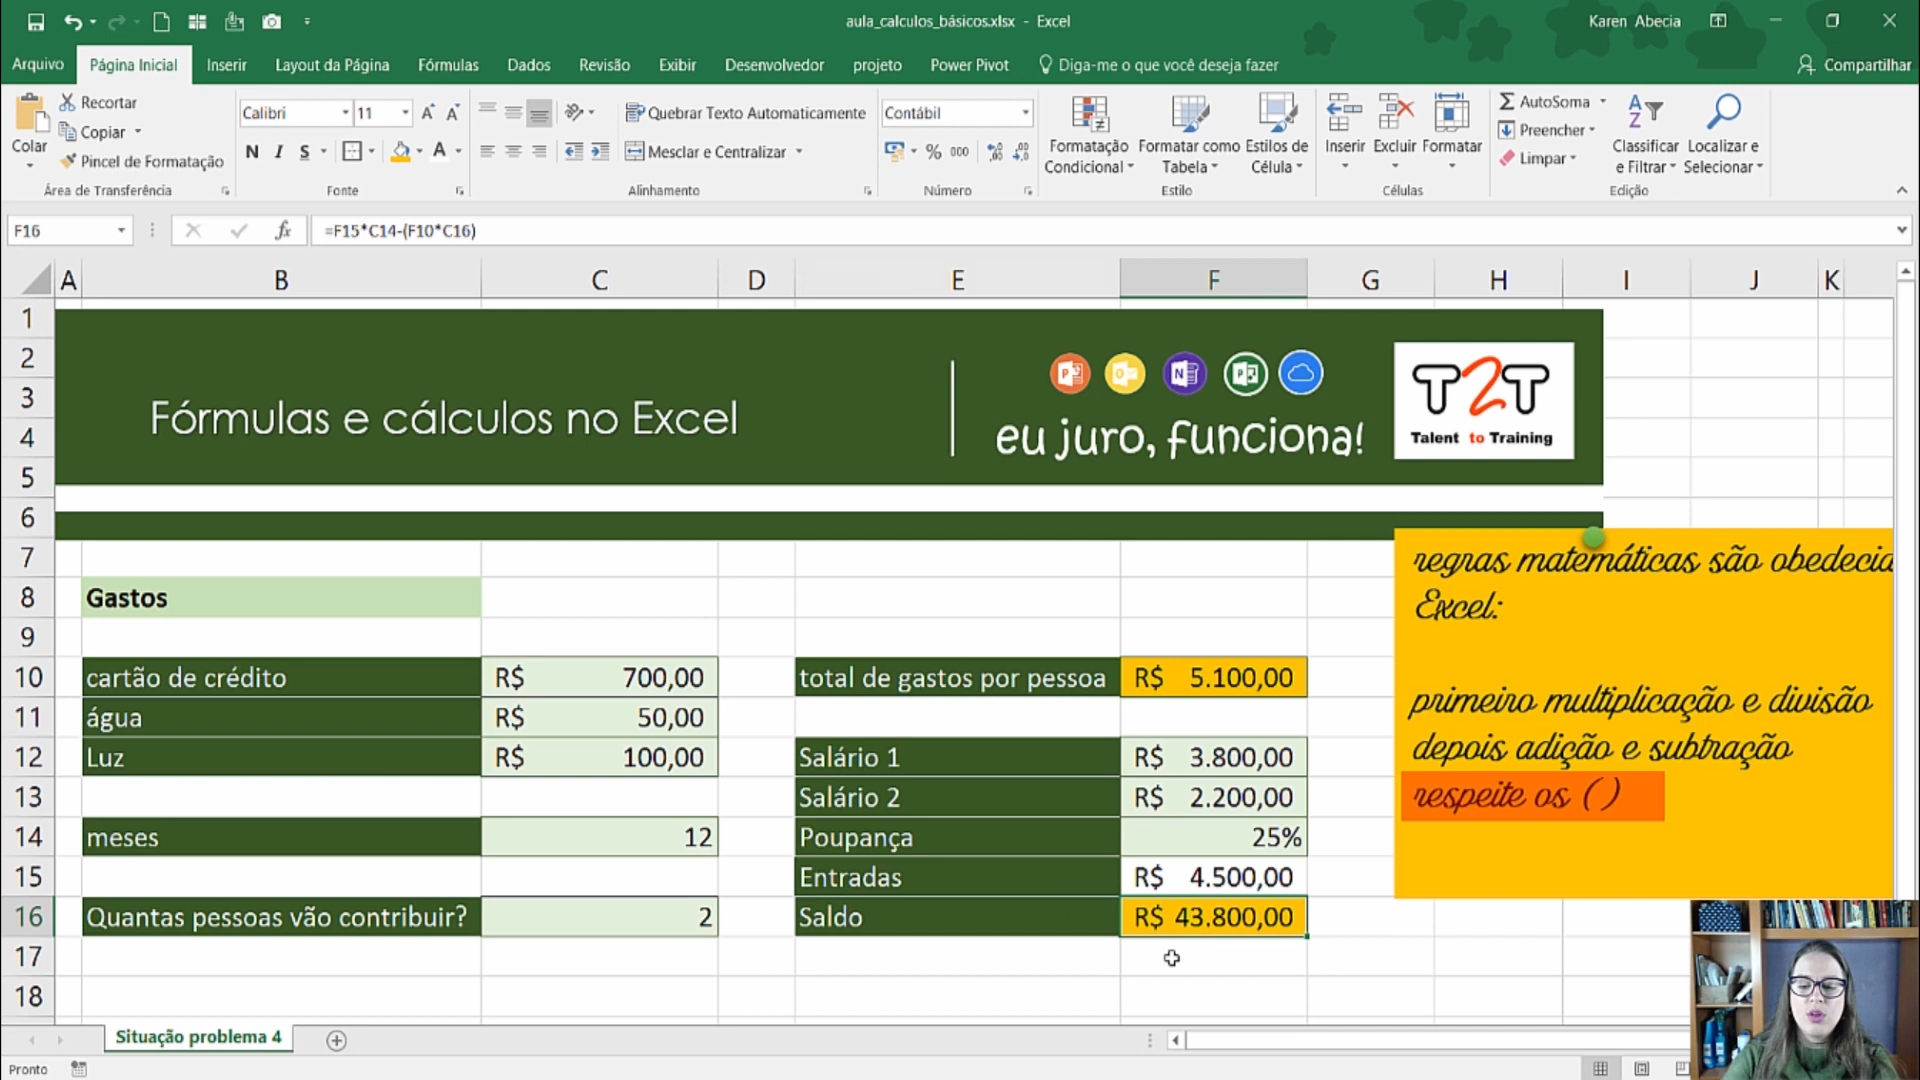 aula_calculos_básicos.xlsx - Excel
Karen Abecia
Arquivo Página Inicial Inserir Layout da Página Fórmulas Dados Revisão Exibir Desenvolvedor projeto Power Pivot Diga-me o que você deseja fazer Compartilhar
Colar
Recortar
Copiar
Pincel de Formatação
Área de Transferência
Calibri 11
N I S
Fonte
Quebrar Texto Automaticamente
Mesclar e Centralizar
Alinhamento
Contábil
% 000
Número
Formatação Condicional
Formatar como Tabela
Estilos de Célula
Estilo
Inserir Excluir Formatar
Células
AutoSoma
Preencher
Limpar
Classificar e Filtrar
Localizar e Selecionar
Edição
F16 fx =F15*C14-(F10*C16)
A B C D E F G H I J K
1
2
3
4
5
6
7
8
9
10
11
12
13
14
15
16
17
18
Fórmulas e cálculos no Excel
eu juro, funciona!
T2T
Talent to Training
Gastos
cartão de crédito R$ 700,00 total de gastos por pessoa R$ 5.100,00
água R$ 50,00
Luz R$ 100,00 Salário 1 R$ 3.800,00
Salário 2 R$ 2.200,00
meses 12 Poupança 25%
Entradas R$ 4.500,00
Quantas pessoas vão contribuir? 2 Saldo R$ 43.800,00
regras matemáticas são obedecia
Excel:
primeiro multiplicação e divisão
depois adição e subtração
respeite os ( )
Situação problema 4
Pronto